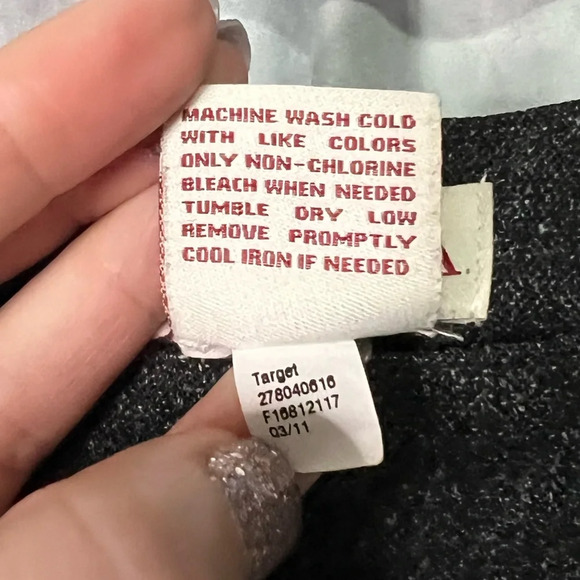 MACHINE WASH COLD
WITH LIKE COLORS
ONLY NON-CHLORINE
BLEACH WHEN NEEDED
TUMBLE DRY LOW
REMOVE PROMPTLY
COOL IRON IF NEEDED
Target
278040616
F16812117
03/11